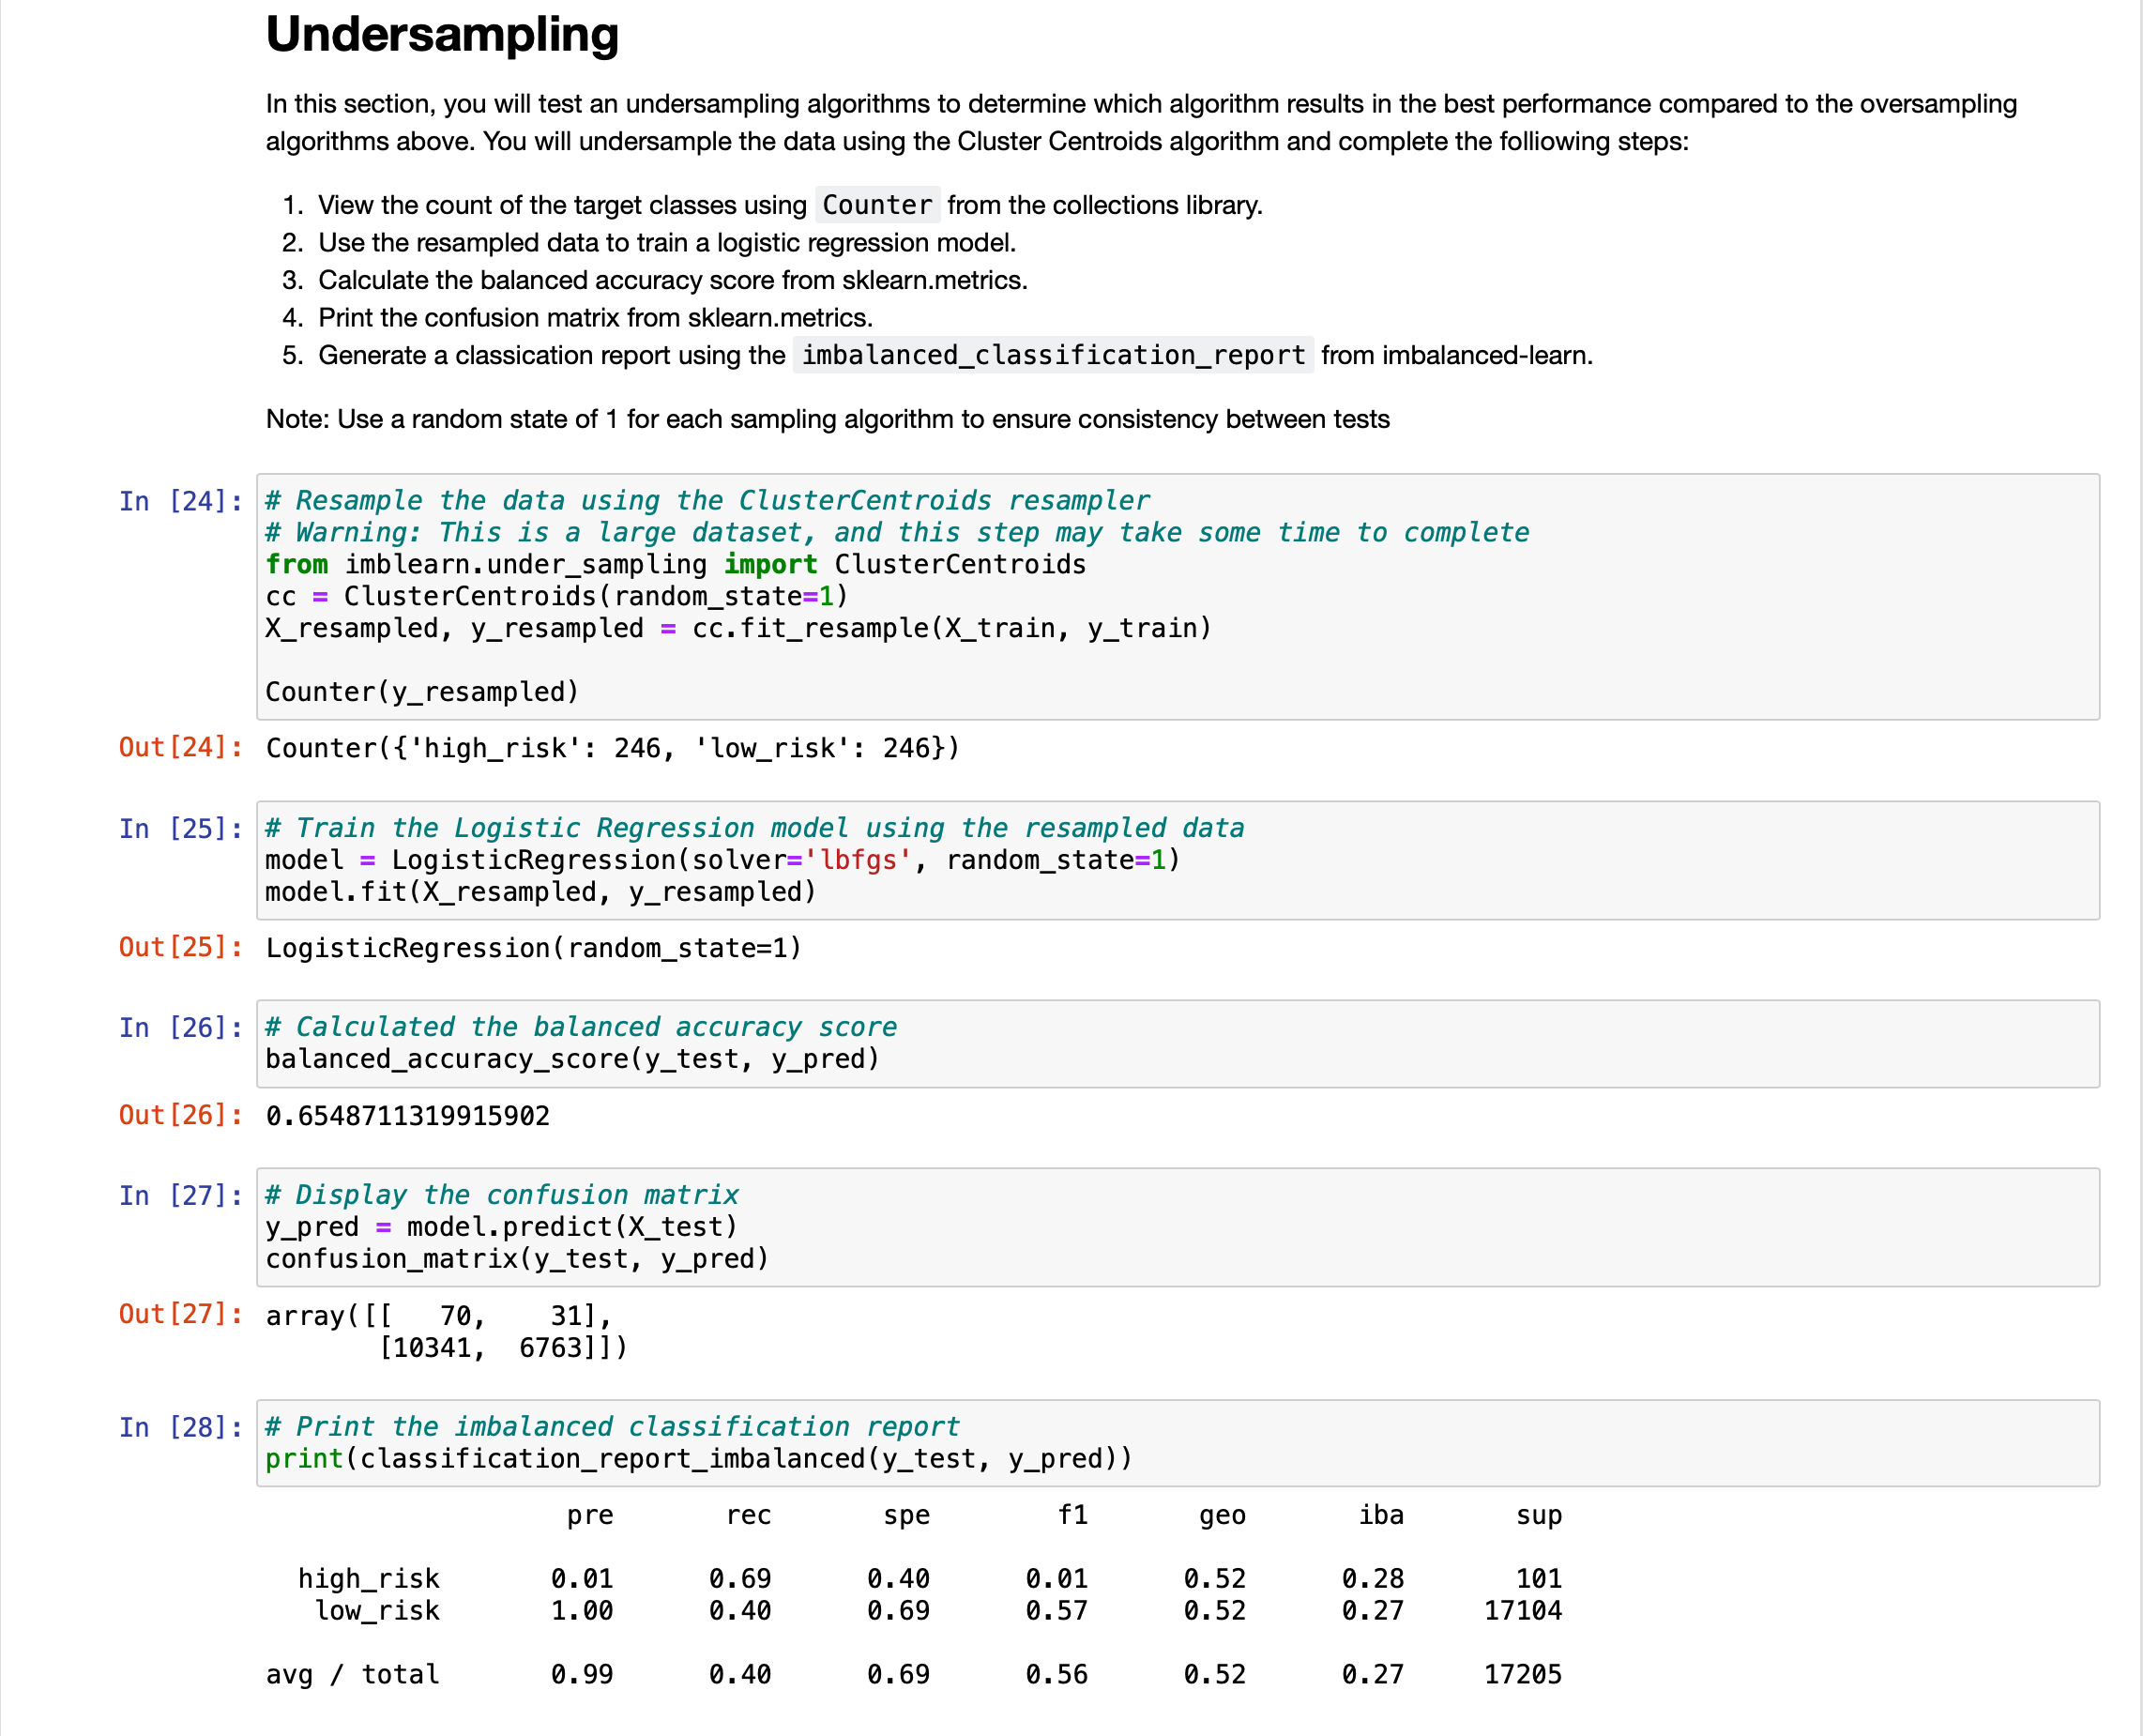 Undersampling
In this section, you will test an undersampling algorithms to determine which algorithm results in the best performance compared to the oversampling
algorithms above. You will undersample the data using the Cluster Centroids algorithm and complete the folliowing steps:
1. View the count of the target classes using Counter from the collections library.
2. Use the resampled data to train a logistic regression model.
3. Calculate the balanced accuracy score from sklearn.metrics.
4. Print the confusion matrix from sklearn.metrics.
5. Generate a classication report using the imbalanced_classification_report from imbalanced-learn.
Note: Use a random state of 1 for each sampling algorithm to ensure consistency between tests
In [24]: # Resample the data using the ClusterCentroids resampler
# Warning: This is a large dataset, and this step may take some time to complete
from imblearn.under_sampling import ClusterCentroids
cc = ClusterCentroids(random_state=1)
X_resampled, y_resampled = cc.fit_resample(X_train, y_train)
Counter(y_resampled)
Out[24]: Counter({'high_risk': 246, 'low_risk': 246})
In [25]: # Train the Logistic Regression model using the resampled data
model = LogisticRegression(solver='lbfgs', random_state=1)
model.fit(X_resampled, y_resampled)
Out[25]: LogisticRegression(random_state=1)
In [26]: # Calculated the balanced accuracy score
balanced_accuracy_score(y_test, y_pred)
Out[26]: 0.6548711319915902
In [27]: # Display the confusion matrix
y_pred = model.predict(X_test)
confusion_matrix(y_test, y_pred)
Out[27]: array([[   70,    31],
       [10341,  6763]])
In [28]: # Print the imbalanced classification report
print(classification_report_imbalanced(y_test, y_pred))
pre rec spe f1 geo iba sup
high_risk 0.01 0.69 0.40 0.01 0.52 0.28 101
low_risk 1.00 0.40 0.69 0.57 0.52 0.27 17104
avg / total 0.99 0.40 0.69 0.56 0.52 0.27 17205